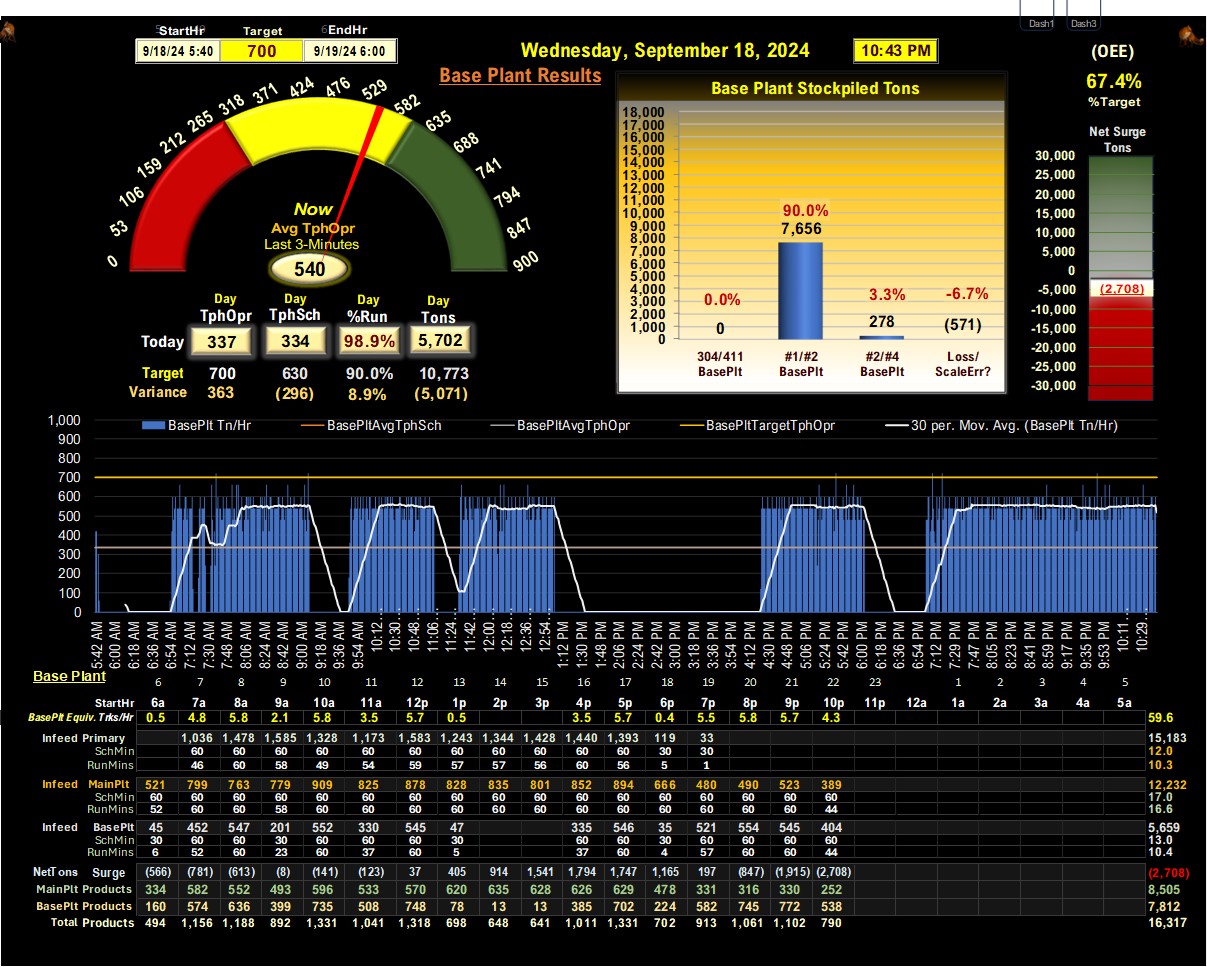 Dash1 Dash3
StartHr Target EndHr
9/18/24 5:40 700 9/19/24 6:00
Wednesday, September 18, 2024 10:43 PM
(OEE)
67.4%
%Target
Base Plant Results
0 53 106 159 212 265 318 371 424 476 529 582 635 688 741 794 847 900
Now
Avg TphOpr
Last 3-Minutes
540
Day Day Day Day
TphOpr TphSch %Run Tons
Today 337 334 98.9% 5,702
Target 700 630 90.0% 10,773
Variance 363 (296) 8.9% (5,071)
Base Plant Stockpiled Tons
18,000
17,000
16,000
15,000
14,000
13,000
12,000
11,000
10,000
9,000
8,000
7,000
6,000
5,000
4,000
3,000
2,000
1,000
0
0.0% 90.0% 3.3% -6.7%
0 7,656 278 (571)
304/411 #1/#2 #2/#4 Loss/
BasePlt BasePlt BasePlt ScaleErr?
Net Surge
Tons
30,000
25,000
20,000
15,000
10,000
5,000
0
-5,000
-10,000
-15,000
-20,000
-25,000
-30,000
(2,708)
BasePlt Tn/Hr BasePltAvgTphSch BasePltAvgTphOpr BasePltTargetTphOpr 30 per. Mov. Avg. (BasePlt Tn/Hr)
1,000
900
800
700
600
500
400
300
200
100
0
5:42 AM 6:00 AM 6:18 AM 6:36 AM 6:54 AM 7:12 AM 7:30 AM 7:48 AM 8:06 AM 8:24 AM 8:42 AM 9:00 AM 9:18 AM 9:36 AM 9:54 AM 10:12... 10:30... 10:48... 11:06... 11:24... 11:42... 12:00... 12:18... 12:36... 12:54... 1:12 PM 1:30 PM 1:48 PM 2:06 PM 2:24 PM 2:42 PM 3:00 PM 3:18 PM 3:36 PM 3:54 PM 4:12 PM 4:30 PM 4:48 PM 5:06 PM 5:24 PM 5:42 PM 6:00 PM 6:18 PM 6:36 PM 6:54 PM 7:12 PM 7:29 PM 7:47 PM 8:05 PM 8:23 PM 8:41 PM 8:59 PM 9:17 PM 9:35 PM 9:53 PM 10:11... 10:29...
Base Plant
6 7 8 9 10 11 12 13 14 15 16 17 18 19 20 21 22 23 1 2 3 4 5
StartHr 6a 7a 8a 9a 10a 11a 12p 1p 2p 3p 4p 5p 6p 7p 8p 9p 10p 11p 12a 1a 2a 3a 4a 5a
BasePlt Equiv. Trks/Hr 0.5 4.8 5.8 2.1 5.8 3.5 5.7 0.5 3.5 5.7 0.4 5.5 5.8 5.7 4.3 59.6
Infeed Primary 1,036 1,478 1,585 1,328 1,173 1,583 1,243 1,344 1,428 1,440 1,393 119 33 15,183
SchMin 60 60 60 60 60 60 60 60 60 60 60 30 30 12.0
RunMins 46 60 58 49 54 59 57 57 56 60 56 5 1 10.3
Infeed MainPlt 521 799 763 779 909 825 878 828 835 801 852 894 666 480 490 523 389 12,232
SchMin 60 60 60 60 60 60 60 60 60 60 60 60 60 60 60 60 60 17.0
RunMins 52 60 60 58 60 60 60 60 60 60 60 60 60 60 60 60 44 16.6
Infeed BasePlt 45 452 547 201 552 330 545 47 335 546 35 521 554 545 404 5,659
SchMin 30 60 60 30 60 60 60 30 60 60 30 60 60 60 60 13.0
RunMins 6 52 60 23 60 37 60 5 37 60 4 57 60 60 44 10.4
NetTons Surge (566) (781) (613) (8) (141) (123) 37 405 914 1,541 1,794 1,747 1,165 197 (847) (1,915) (2,708) (2,708)
MainPlt Products 334 582 552 493 596 533 570 620 635 628 626 629 478 331 316 330 252 8,505
BasePlt Products 160 574 636 399 735 508 748 78 13 13 385 702 224 582 745 772 538 7,812
Total Products 494 1,156 1,188 892 1,331 1,041 1,318 698 648 641 1,011 1,331 702 913 1,061 1,102 790 16,317